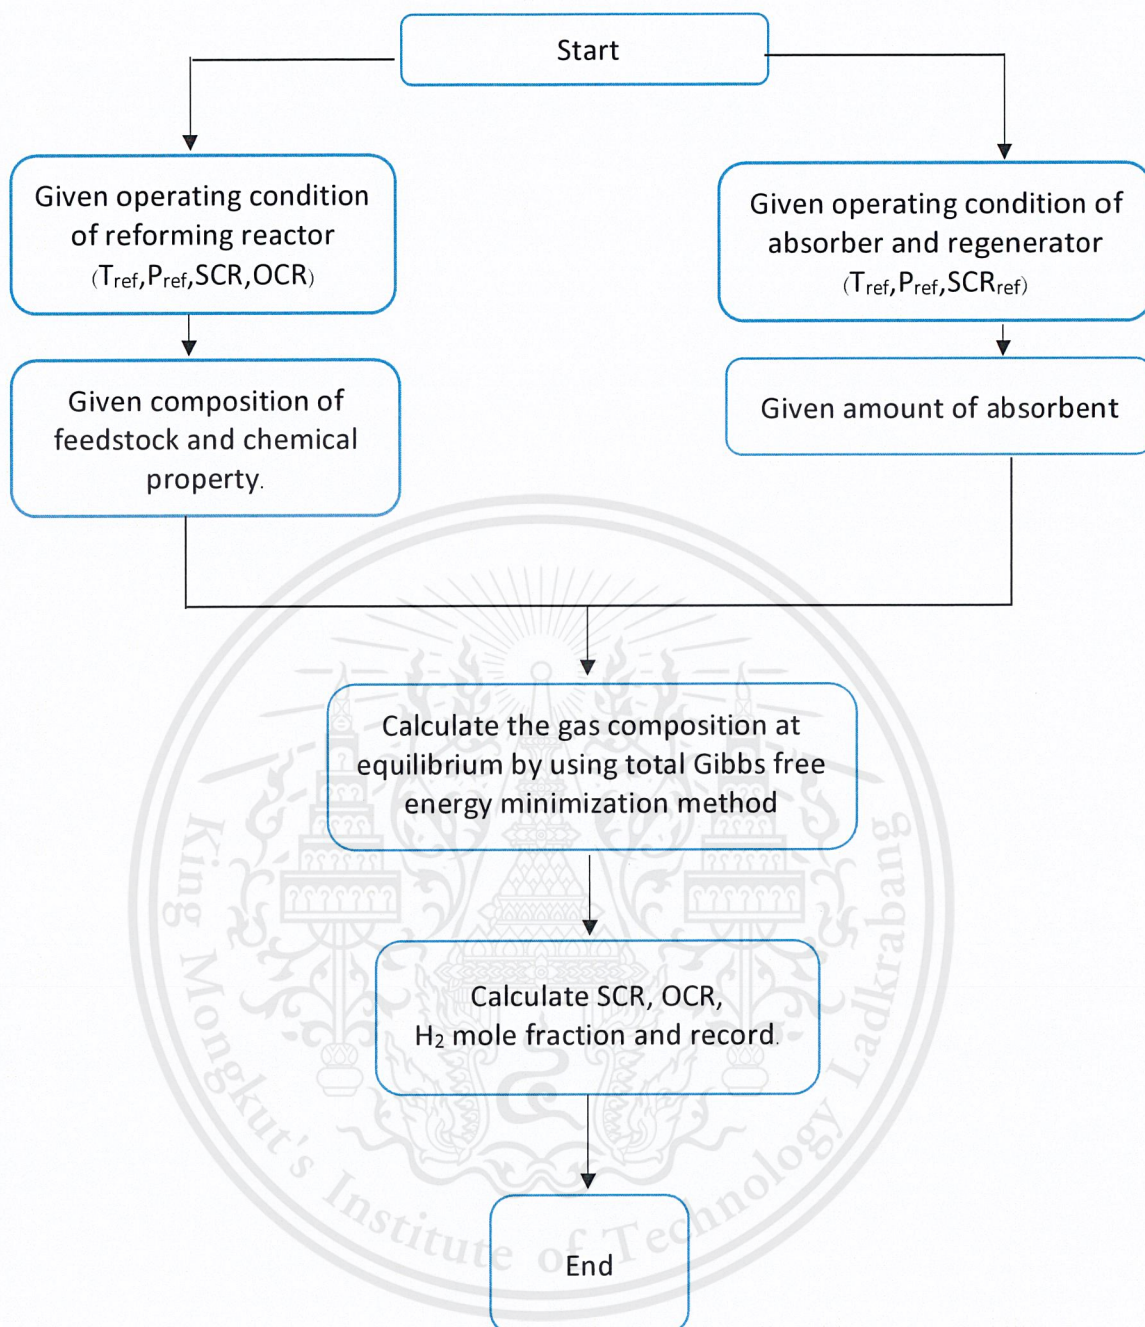 Start
Given operating condition
of reforming reactor
(Tref,Pref,SCR,OCR)
Given operating condition of
absorber and regenerator
(Tref,Pref,SCRref)
Given composition of
feedstock and chemical
property.
Given amount of absorbent
Calculate the gas composition at
equilibrium by using total Gibbs free
energy minimization method
Calculate SCR, OCR,
H2 mole fraction and record.
End
King Mongkut's Institute of Technology Ladkrabang